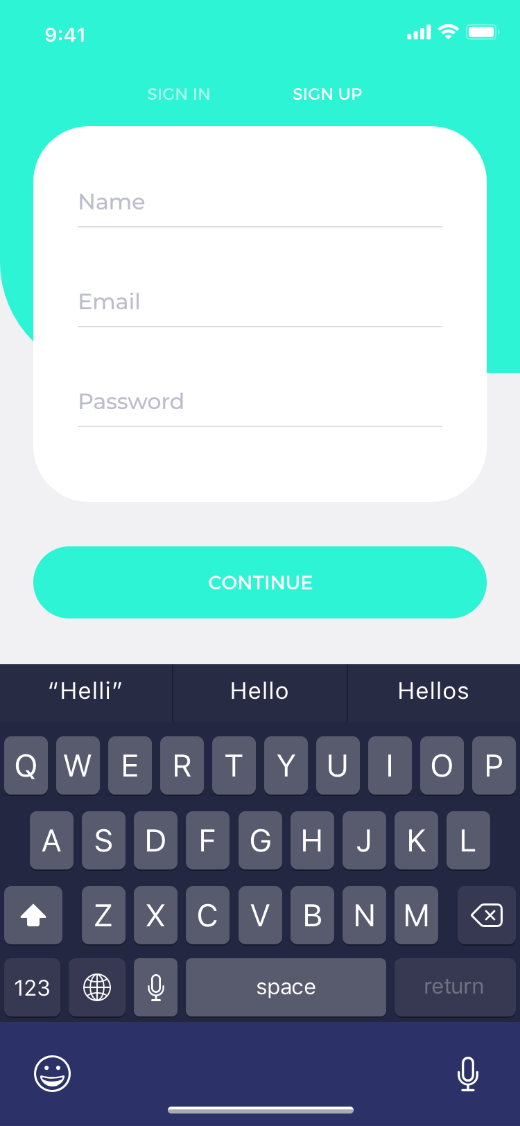 9:41
SIGN IN SIGN UP
Name
Email
Password
CONTINUE
“Helli” Hello Hellos
Q W E R T Y U I O P
A S D F G H J K L
Z X C V B N M
123 space return